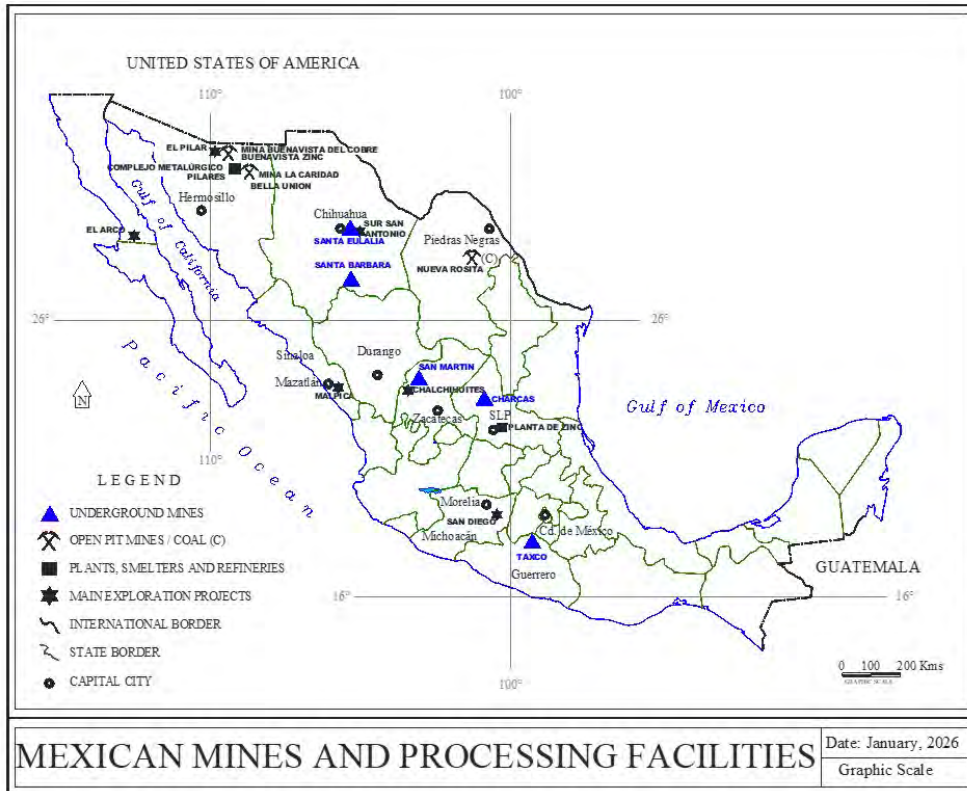 UNITED STATES OF AMERICA
110°
100°
EL PILAR
MINA BUENAVISTA DEL COBRE
BUENAVISTA ZINC
COMPLEJO METALÚRGICO
PILARES
MINA LA CARIDAD
BELLA UNION
Hermosillo
Gulf of California
EL ARCO
Chihuahua
SUR SAN
ANTONIO
SANTA EULALIA
Piedras Negras
(C)
NUEVA ROSITA
SANTA BARBARA
26°
26°
Sinaloa
Durango
SAN MARTIN
Mazatlán
MALPICA
CHALCHIHUITES
CHARCAS
Zacatecas
SLP
PLANTA DE ZINC
Gulf of Mexico
N
Pacific Ocean
110°
LEGEND
Morelia
SAN DIEGO
Michoacán
Cd. de México
TAXCO
Guerrero
GUATEMALA
UNDERGROUND MINES
OPEN PIT MINES / COAL (C)
PLANTS, SMELTERS AND REFINERIES
MAIN EXPLORATION PROJECTS
INTERNATIONAL BORDER
STATE BORDER
CAPITAL CITY
16°
16°
100°
0 100 200 Kms
GRAPHIC SCALE
MEXICAN MINES AND PROCESSING FACILITIES
Date: January, 2026
Graphic Scale